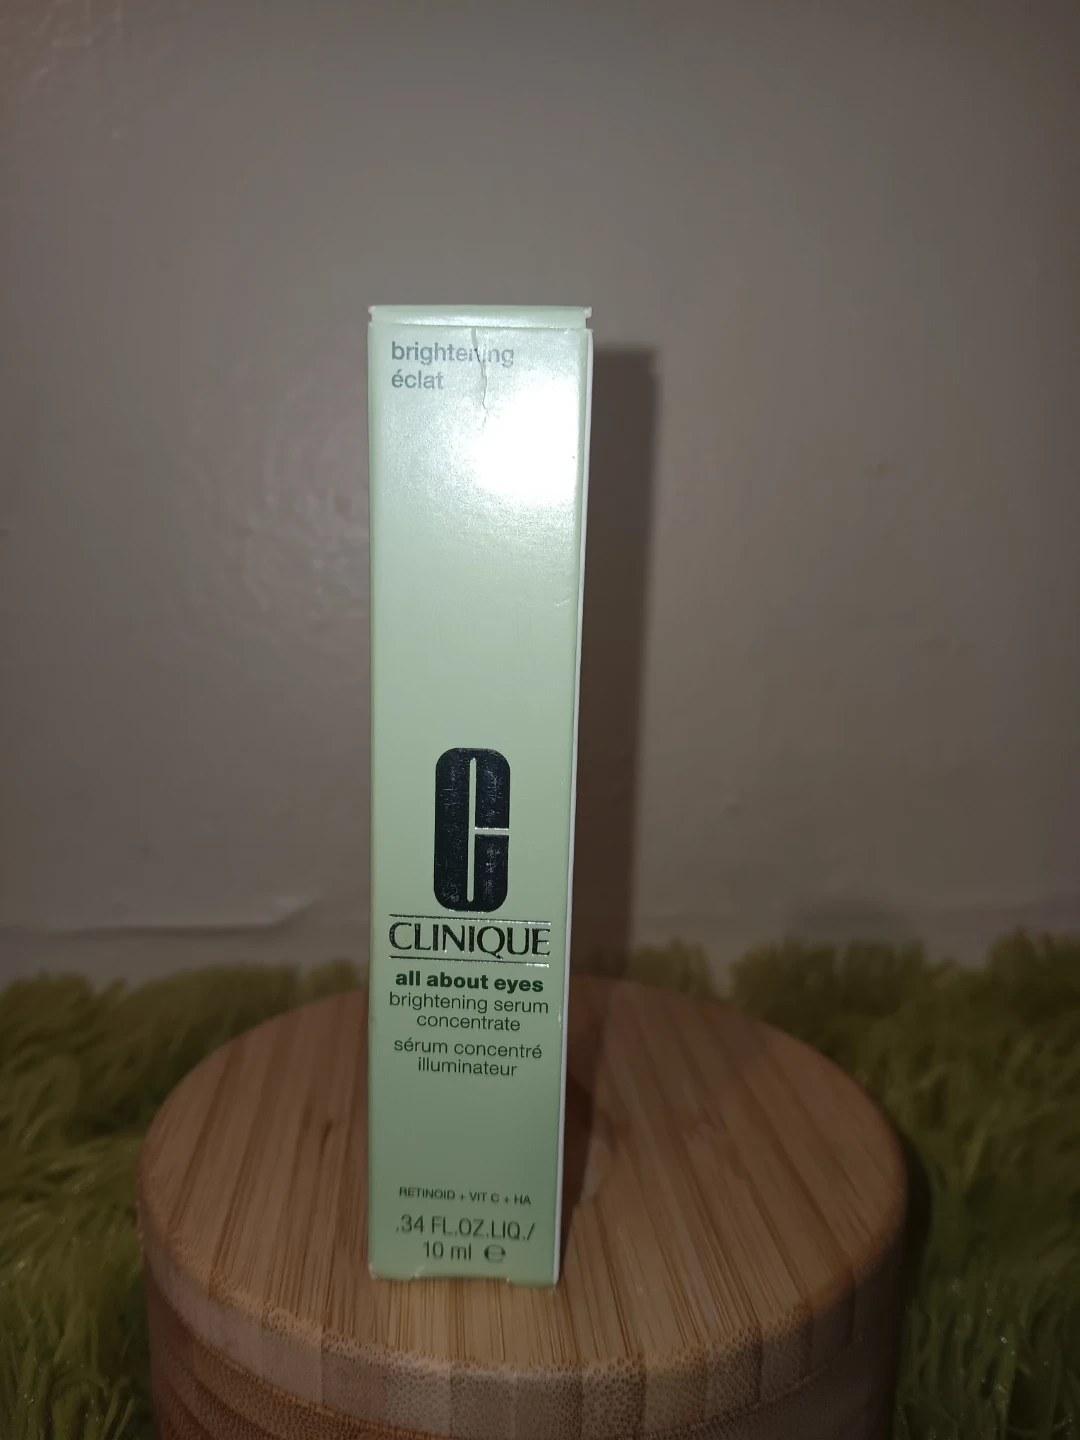 brightening
éclat
C
CLINIQUE
all about eyes
brightening serum
concentrate
sérum concentré
illuminateur
RETINOID + VIT C + HA
.34 FL.OZ.LIQ./
10 ml ℮